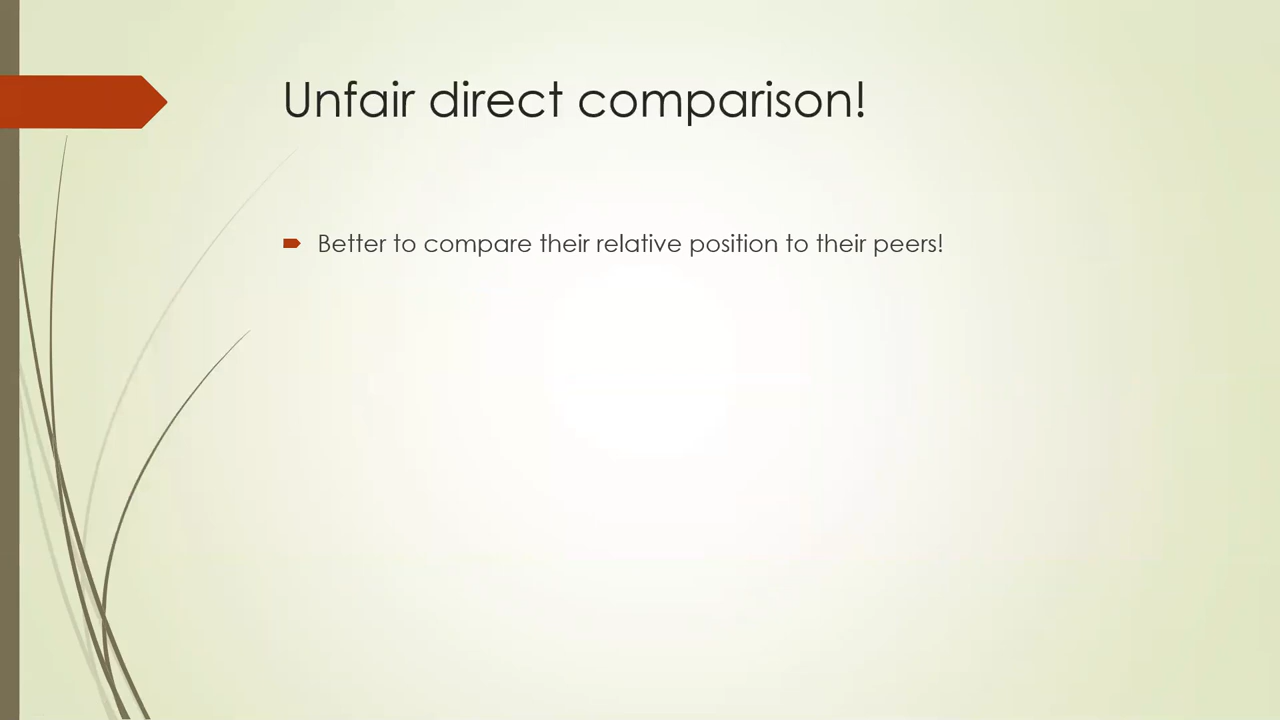 Unfair direct comparison!
Better to compare their relative position to their peers!